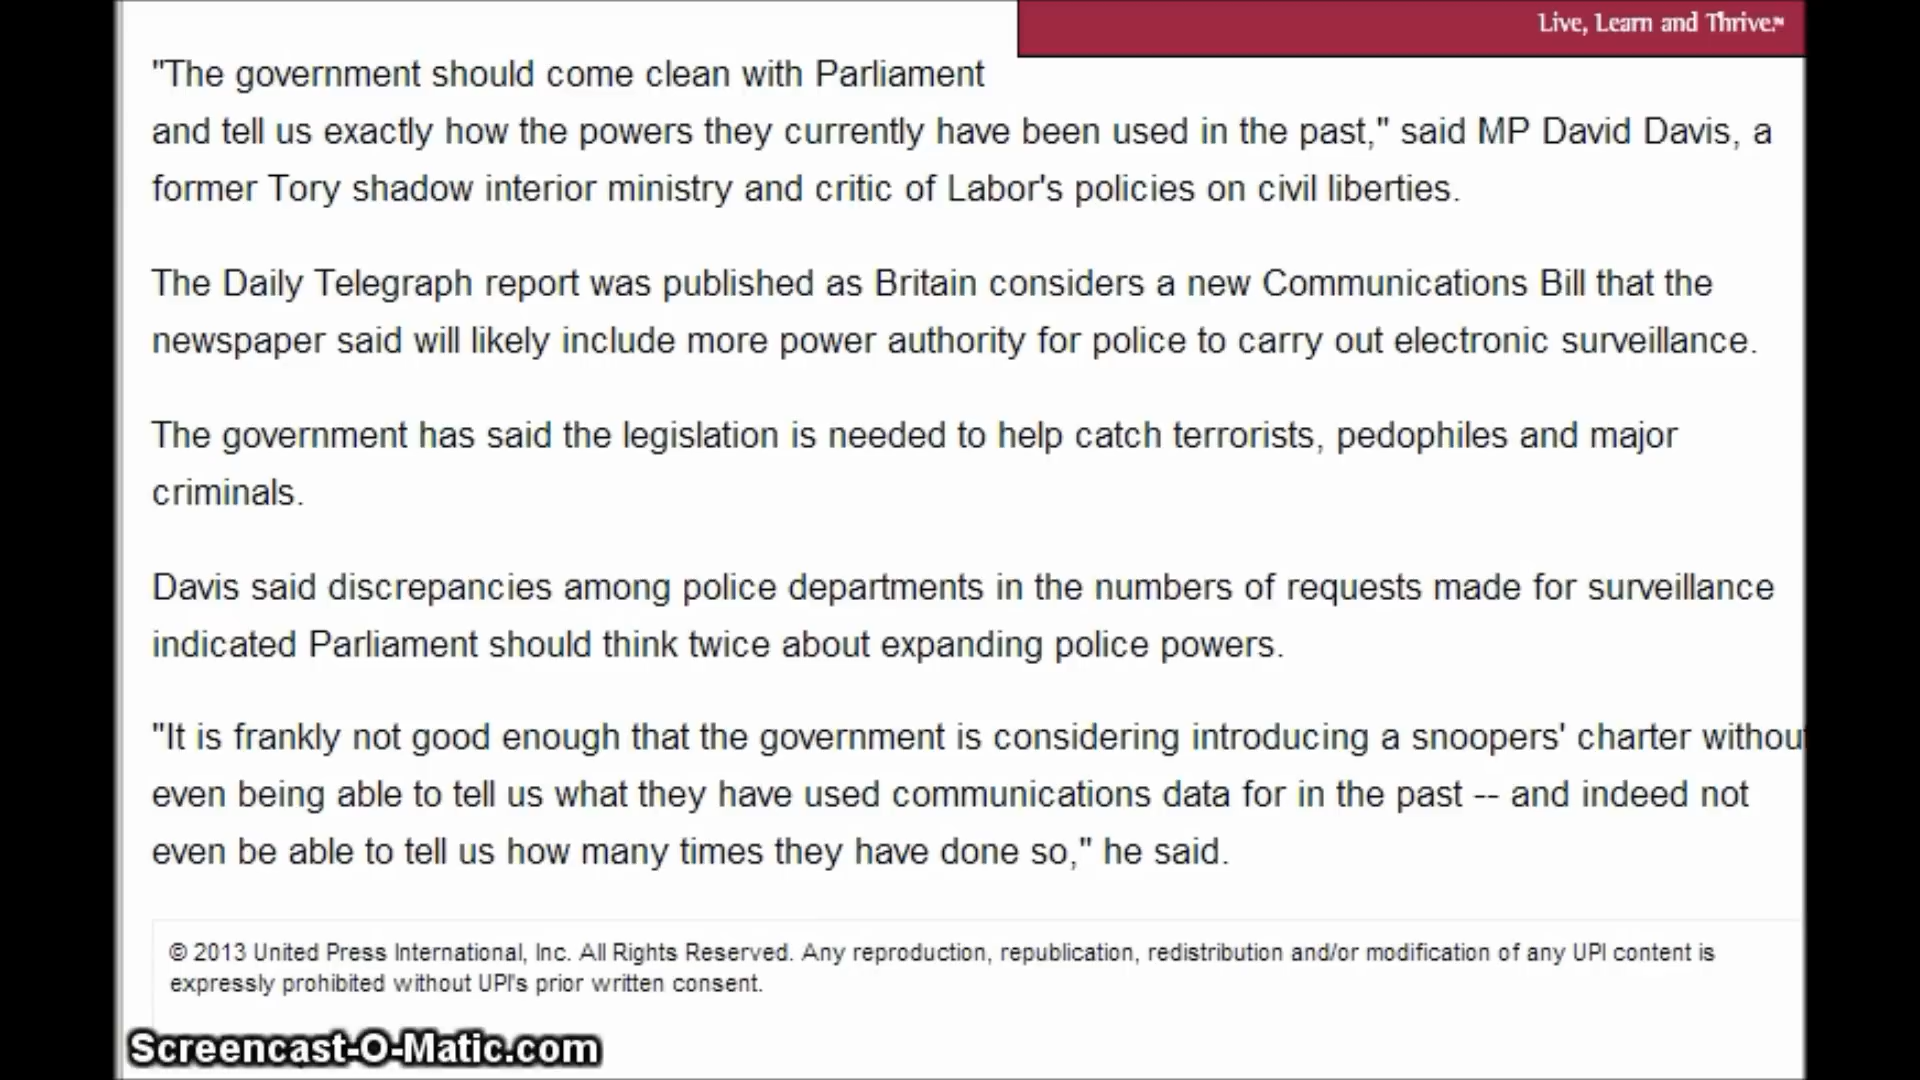 Live, Learn and Thrive.™
"The government should come clean with Parliament
and tell us exactly how the powers they currently have been used in the past," said MP David Davis, a
former Tory shadow interior ministry and critic of Labor's policies on civil liberties.
The Daily Telegraph report was published as Britain considers a new Communications Bill that the
newspaper said will likely include more power authority for police to carry out electronic surveillance.
The government has said the legislation is needed to help catch terrorists, pedophiles and major
criminals.
Davis said discrepancies among police departments in the numbers of requests made for surveillance
indicated Parliament should think twice about expanding police powers.
"It is frankly not good enough that the government is considering introducing a snoopers' charter without
even being able to tell us what they have used communications data for in the past -- and indeed not
even be able to tell us how many times they have done so," he said.
© 2013 United Press International, Inc. All Rights Reserved. Any reproduction, republication, redistribution and/or modification of any UPI content is
expressly prohibited without UPI's prior written consent.
Screencast-O-Matic.com